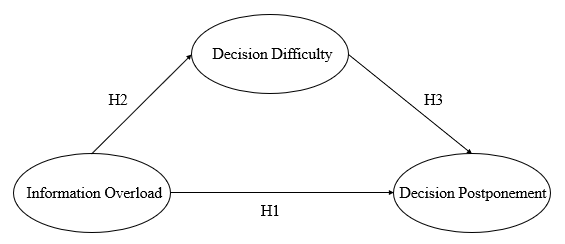 Decision Difficulty
H2
H3
Information Overload
Decision Postponement
H1